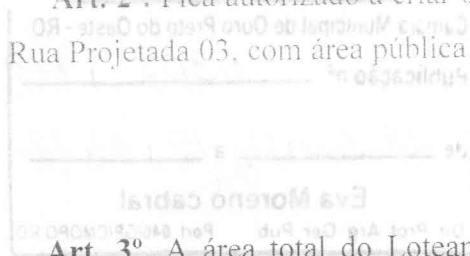 Art. 2º. Fica autorizado a criar
Câmara Municipal de Ouro Preto do Oeste - RO
Rua Projetada 03, com área pública
Publicação nº
de a
Eva Moreno cabral
Art. 3º A área total do Lotear